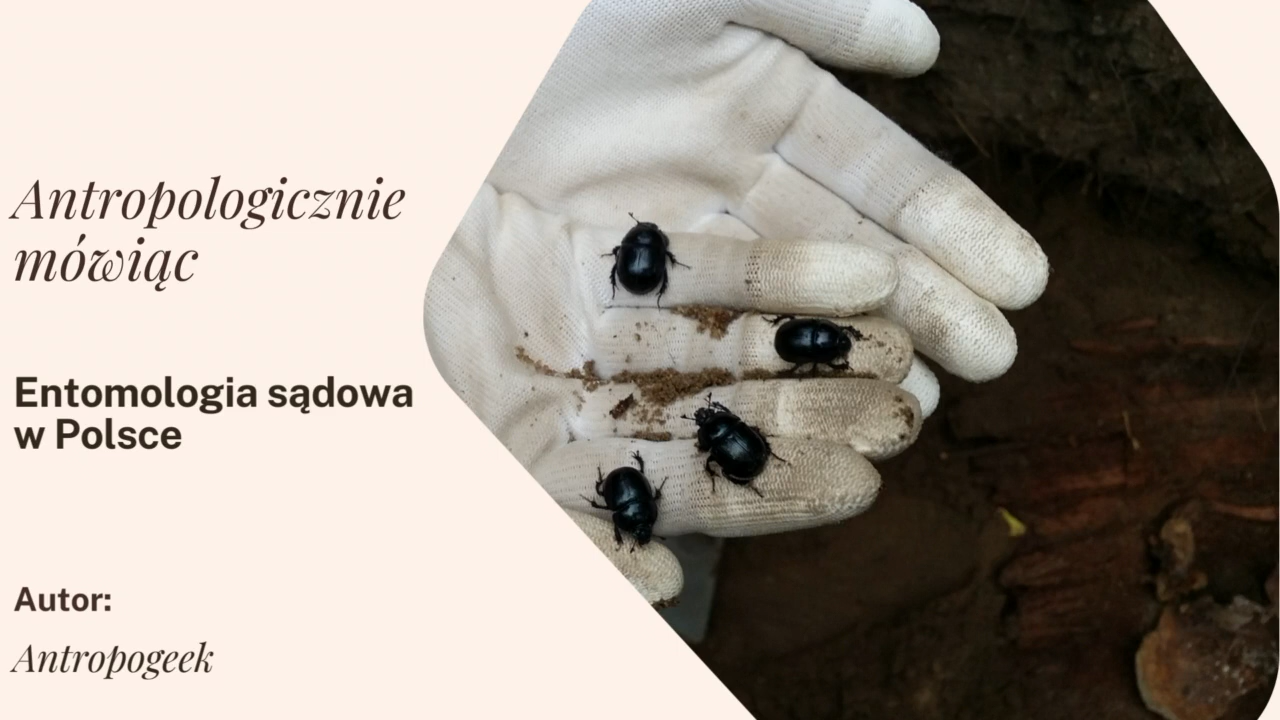 Antropologicznie
mówiąc
Entomologia sądowa
w Polsce
Autor:
Antropogeek